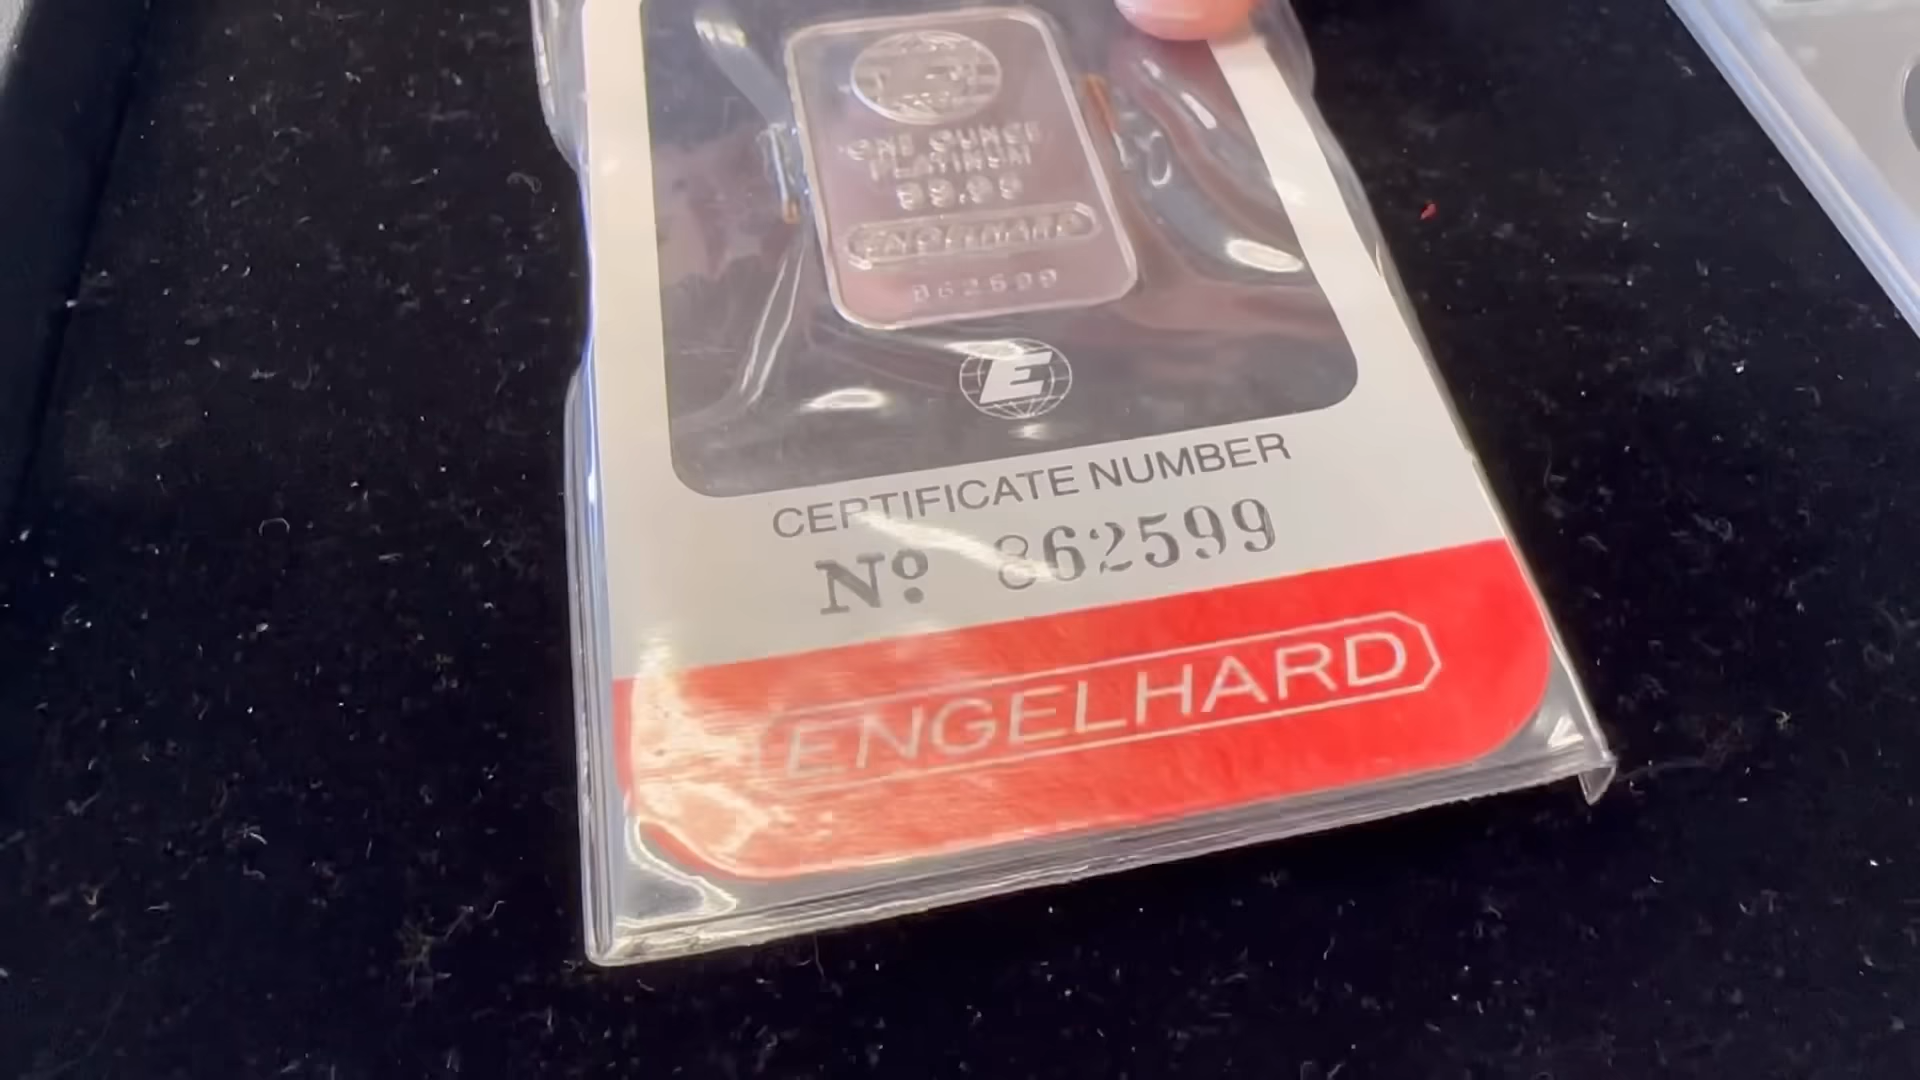 ONE OUNCE
PLATINUM
99.95
ENGELHARD
862599
E
CERTIFICATE NUMBER
Nº 862599
ENGELHARD